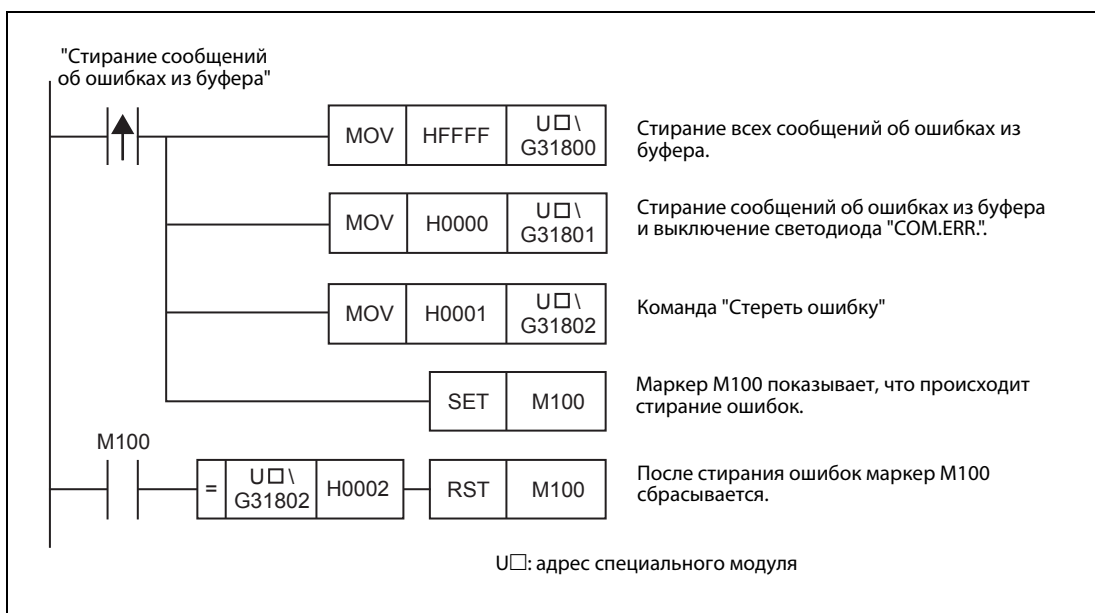 "Стирание сообщений
об ошибках из буфера"
MOV HFFFF U□\
G31800
Стирание всех сообщений об ошибках из
буфера.
MOV H0000 U□\
G31801
Стирание сообщений об ошибках из буфера
и выключение светодиода "COM.ERR.".
MOV H0001 U□\
G31802
Команда "Стереть ошибку"
SET M100
Маркер M100 показывает, что происходит
стирание ошибок.
M100
= U□\
G31802 H0002 RST M100
После стирания ошибок маркер M100
сбрасывается.
U□: адрес специального модуля